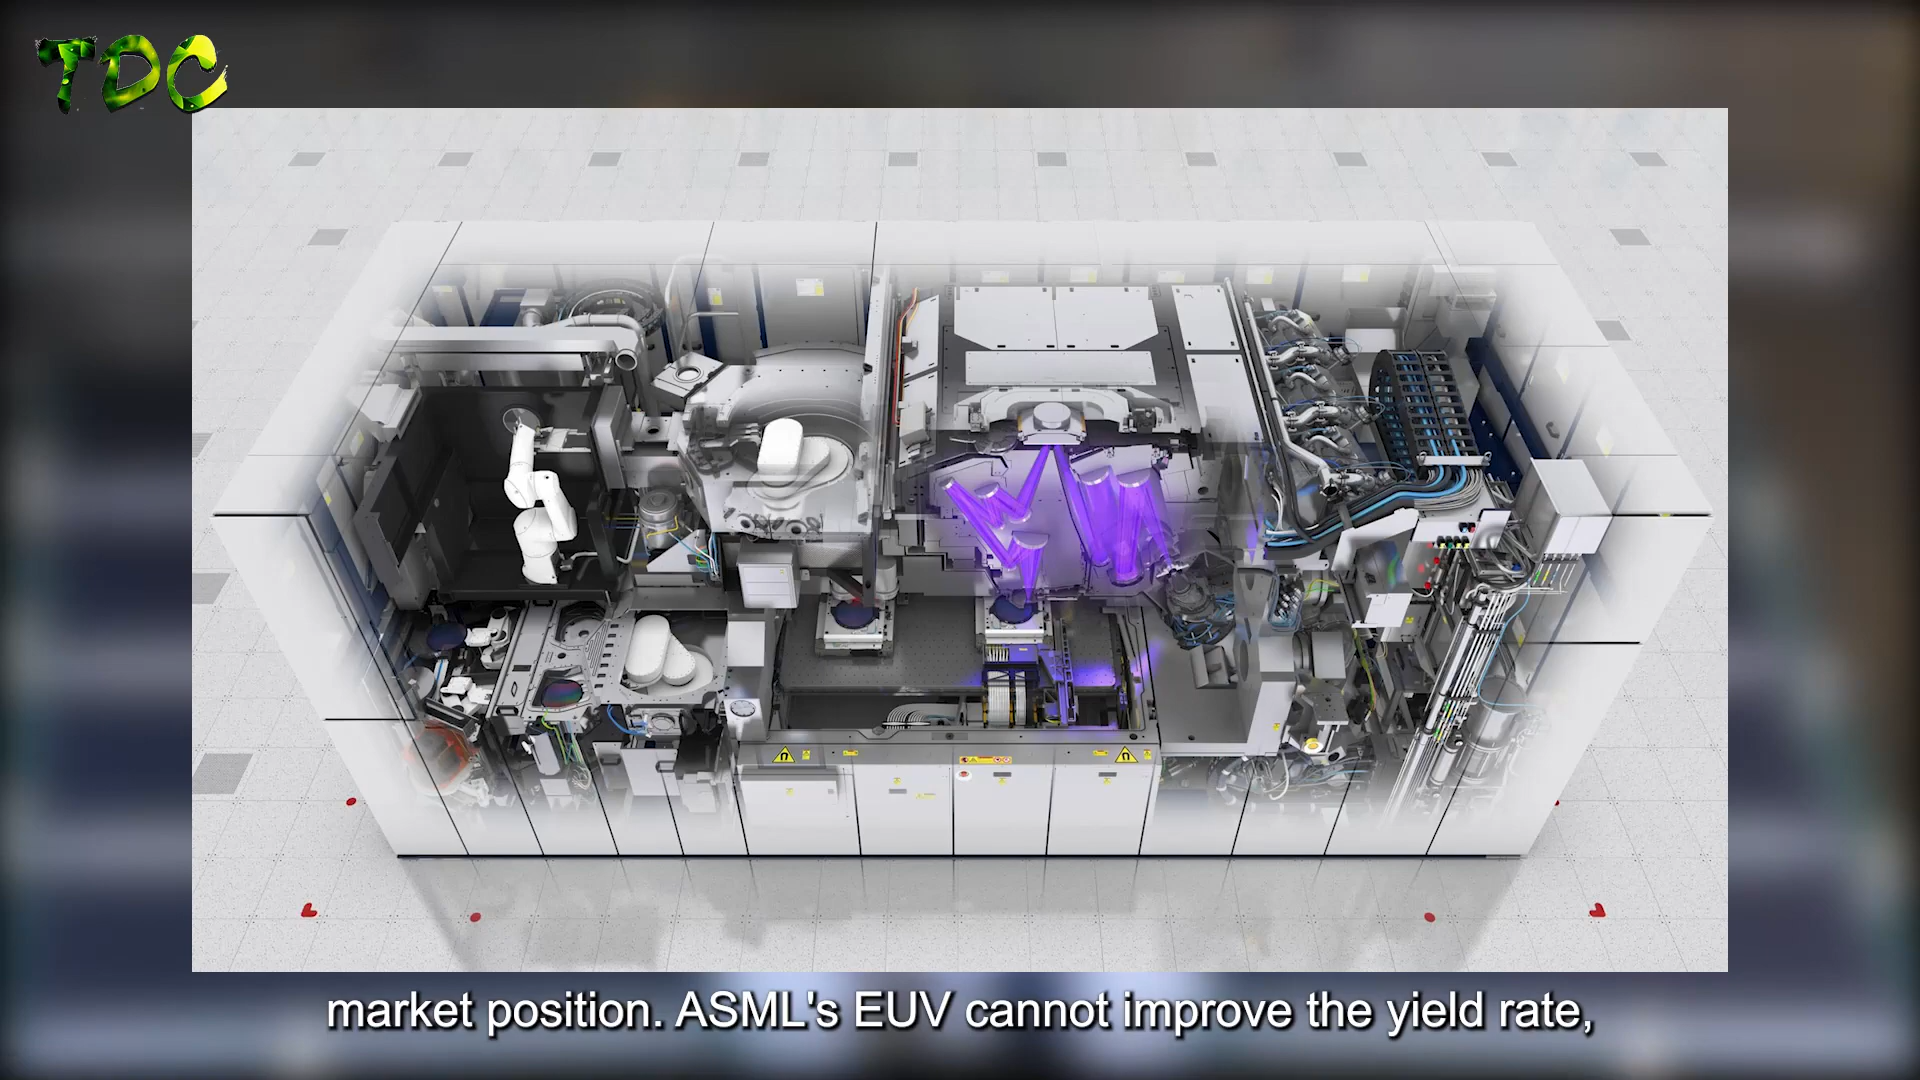 TDC
market position. ASML's EUV cannot improve the yield rate,